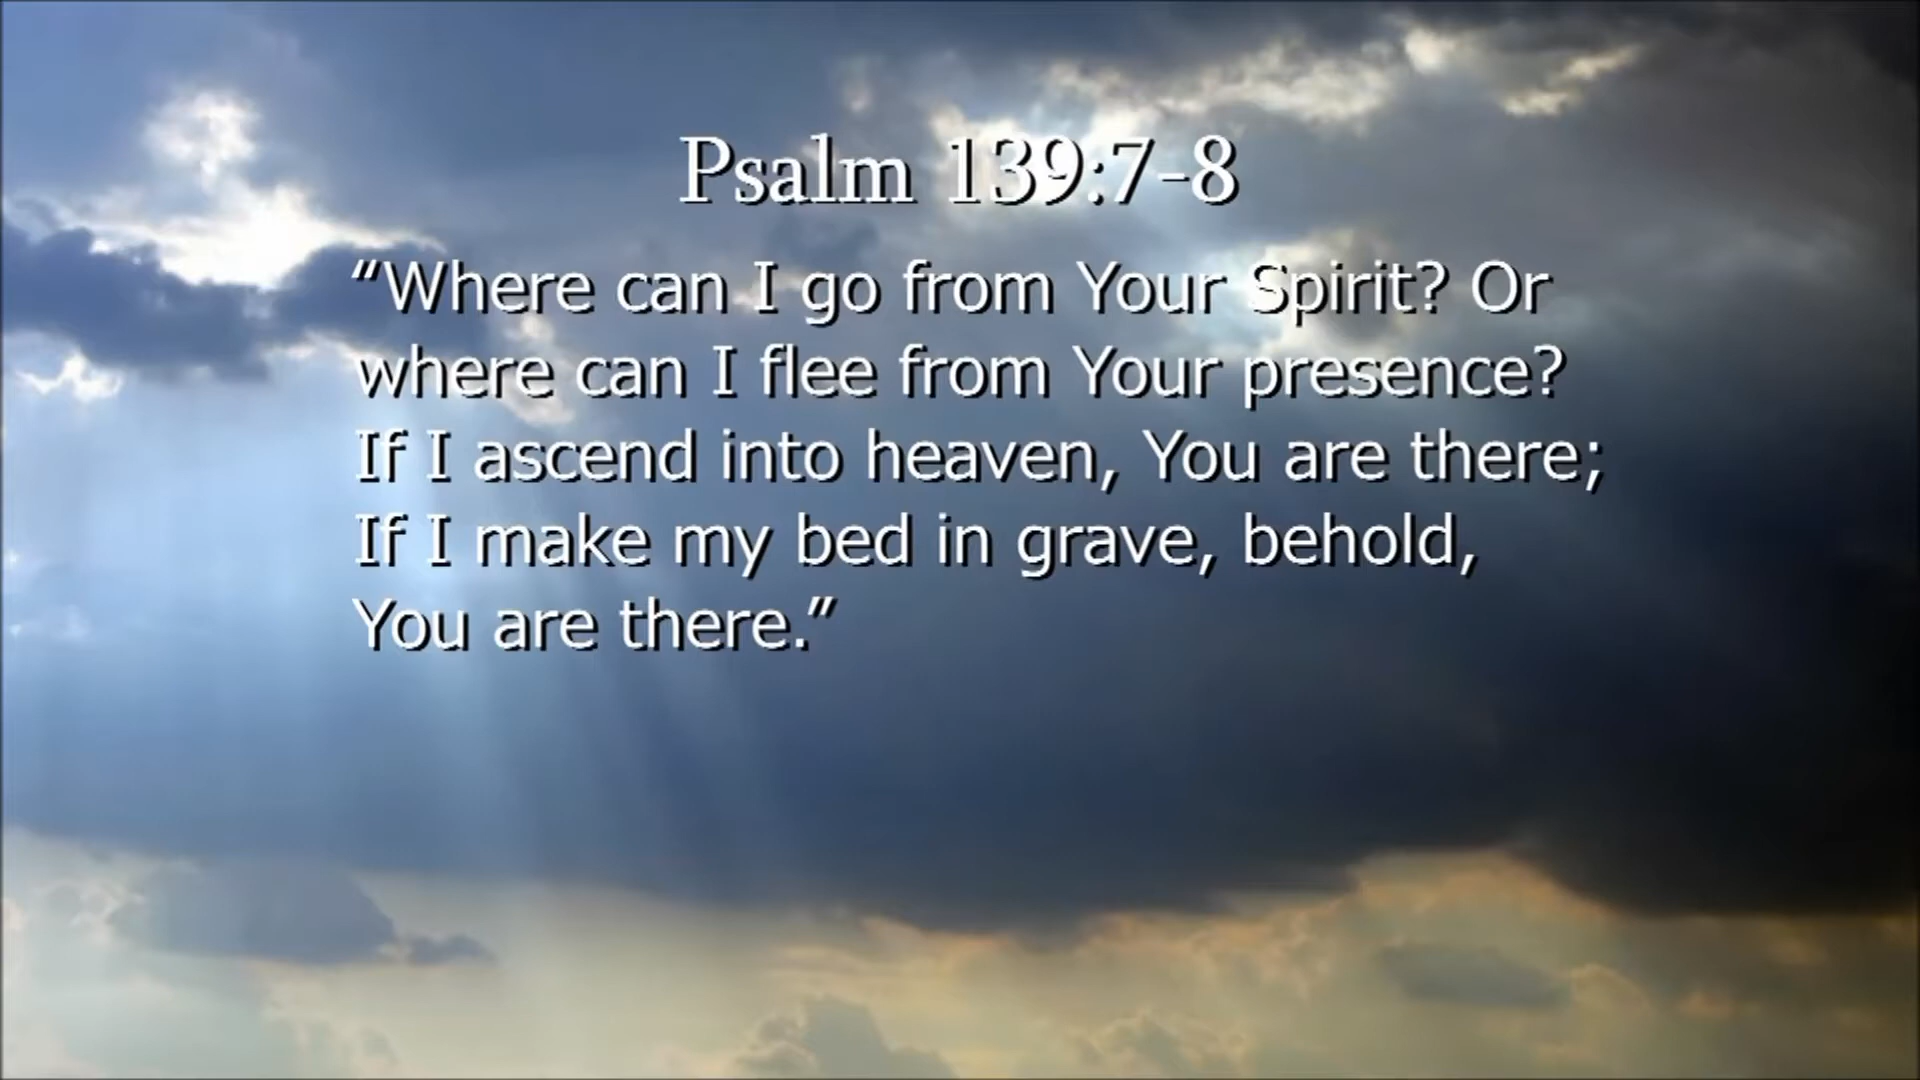 Psalm 139:7-8
“Where can I go from Your Spirit? Or
where can I flee from Your presence?
If I ascend into heaven, You are there;
If I make my bed in grave, behold,
You are there.”